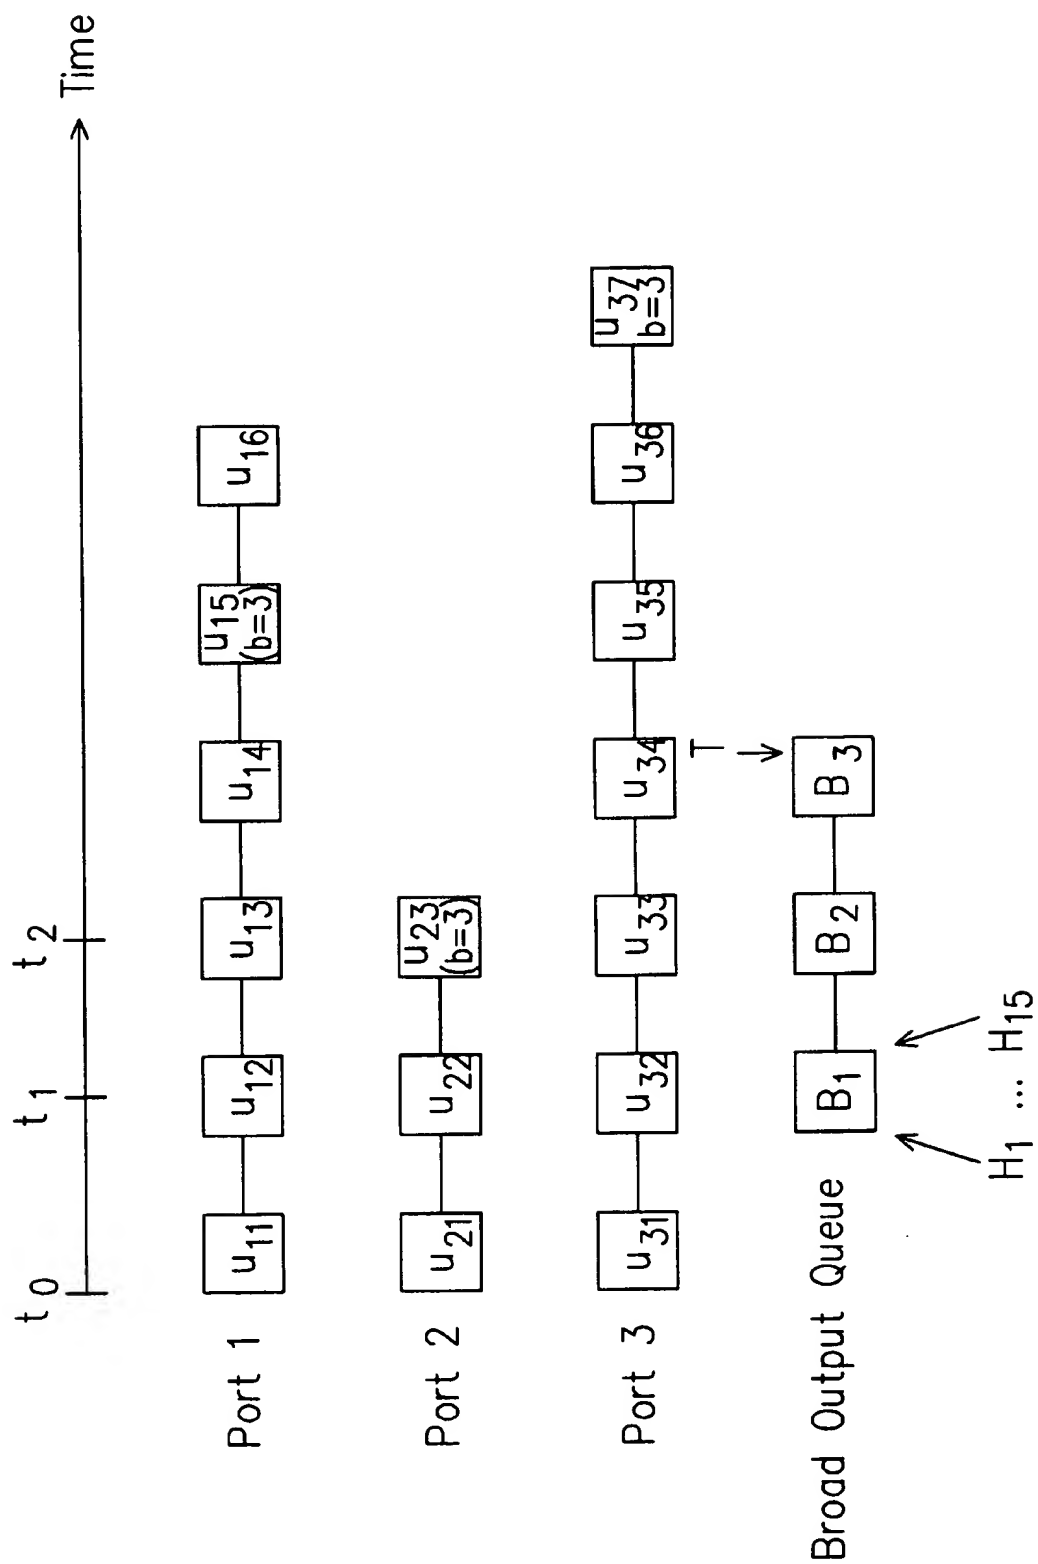 t0 t1 t2 Time
Port 1 u11 u12 u13 u14 u15 (b=3) u16
Port 2 u21 u22 u23 (b=3)
Port 3 u31 u32 u33 u34 u35 u36 u37 b=3
T
Broad Output Queue B1 B2 B3
H1 ... H15